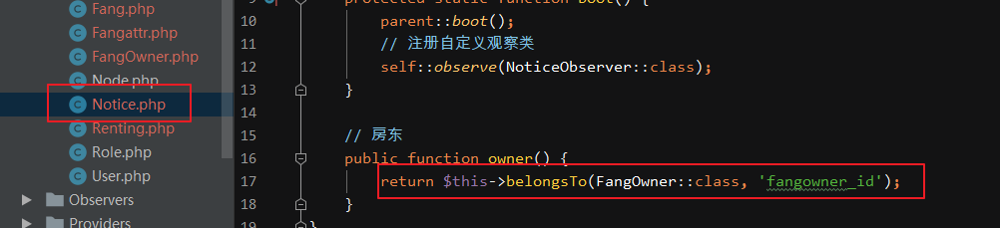 Fang.php
Fangattr.php
FangOwner.php
Node.php
Notice.php
Renting.php
Role.php
User.php
Observers
Providers
protected static function boot() {
10 parent::boot();
11 // 注册自定义观察类
12 self::observe(NoticeObserver::class);
13 }
14
15 // 房东
16 public function owner() {
17 return $this->belongsTo(FangOwner::class, 'fangowner_id');
18 }
19 }